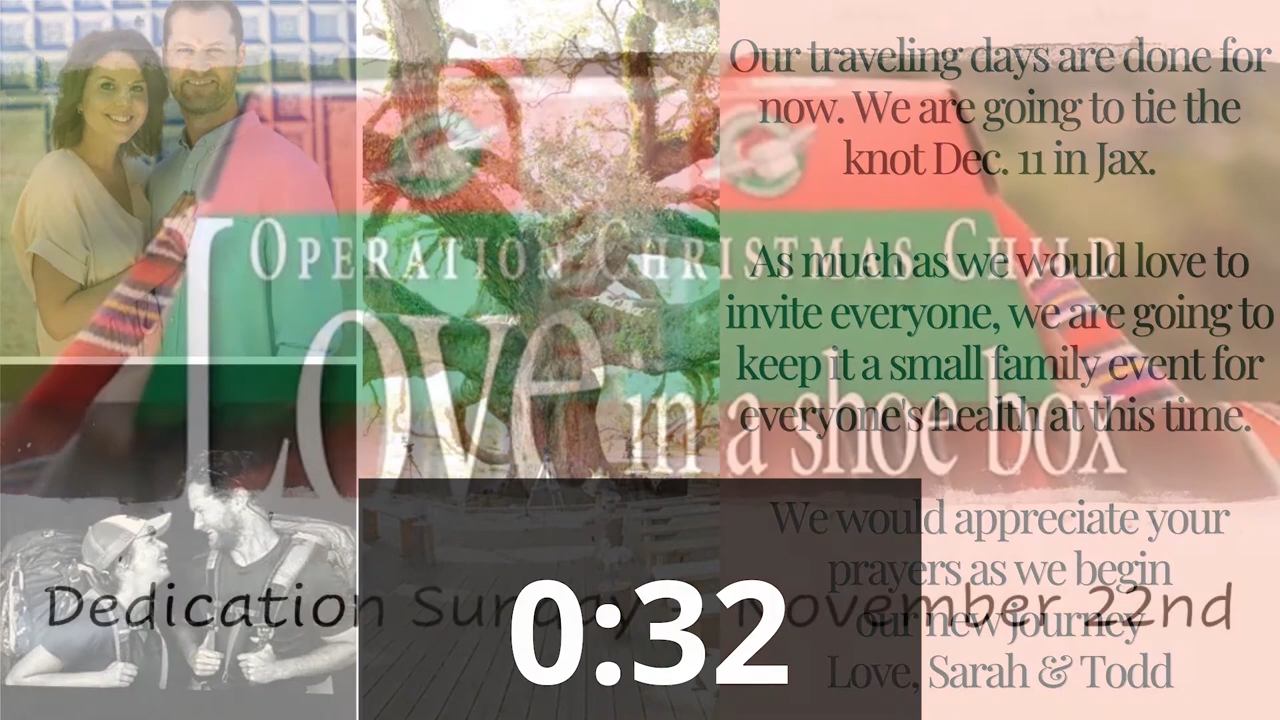 Our traveling days are done for
now. We are going to tie the
knot Dec. 11 in Jax.
OPERATION CHRISTMAS CHILD
As much as we would love to
invite everyone, we are going to
keep it a small family event for
everyone's health at this time.
Love in a shoe box
We would appreciate your
prayers as we begin
our new journey
Love, Sarah & Todd
Dedication Sunday - November 22nd
0:32